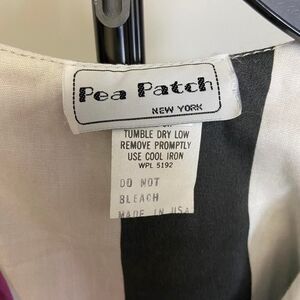 Pea Patch
NEW YORK
TUMBLE DRY LOW
REMOVE PROMPTLY
USE COOL IRON
WPL 5192
DO NOT
BLEACH
MADE IN USA